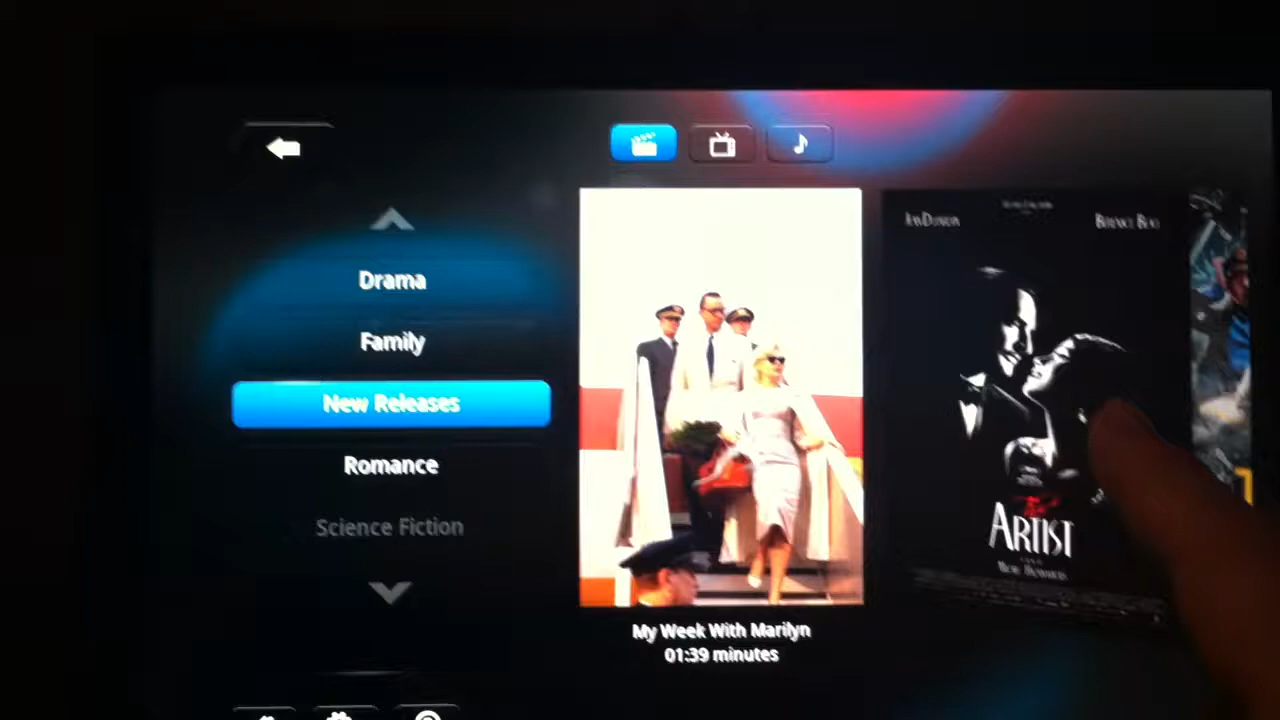 Drama
Family
New Releases
Romance
Science Fiction
My Week With Marilyn
01:39 minutes
ARTIST